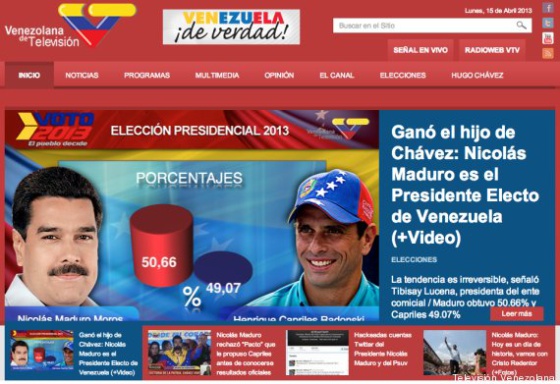 Lunes, 15 de Abril 2013
Venezolana
de Televisión
VENEZUELA
¡de verdad!
Buscar en el Sitio
SEÑAL EN VIVO
RADIOWEB VTV
INICIO
NOTICIAS
PROGRAMAS
MULTIMEDIA
OPINIÓN
EL CANAL
ELECCIONES
HUGO CHÁVEZ
VOTO
2013
El pueblo decide
ELECCIÓN PRESIDENCIAL 2013
PORCENTAJES
50,66
%
49,07
Nicolás Maduro Moros
Henrique Capriles Radonski
Ganó el hijo de
Chávez: Nicolás
Maduro es el
Presidente Electo
de Venezuela
(+Video)
ELECCIONES
La tendencia es irreversible, señaló
Tibisay Lucena, presidenta del ente
comicial / Maduro obtuvo 50.66% y
Capriles 49.07%
Leer más
Ganó el hijo de
Chávez: Nicolás
Maduro es el
Presidente Electo de
Venezuela (+Video)
Nicolás Maduro
rechazó "Pacto" que
le propuso Capriles
antes de conocerse
resultados oficiales
Hackeadas cuentas
Twitter del
Presidente Nicolás
Maduro y del Psuv
Nicolás Maduro:
Hoy es un día de
historia, vamos con
Cristo Redentor
(+Fotos)
Televisión Venezolana